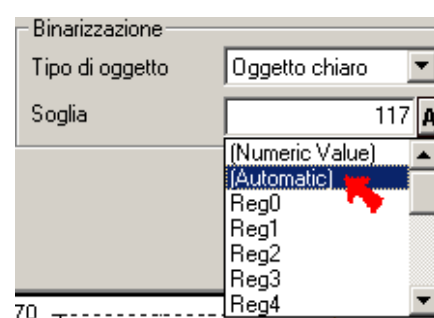 Binarizzazione
Tipo di oggetto Oggetto chiaro
Soglia 117 A
(Numeric Value)
(Automatic)
Reg0
Reg1
Reg2
Reg3
Reg4
70